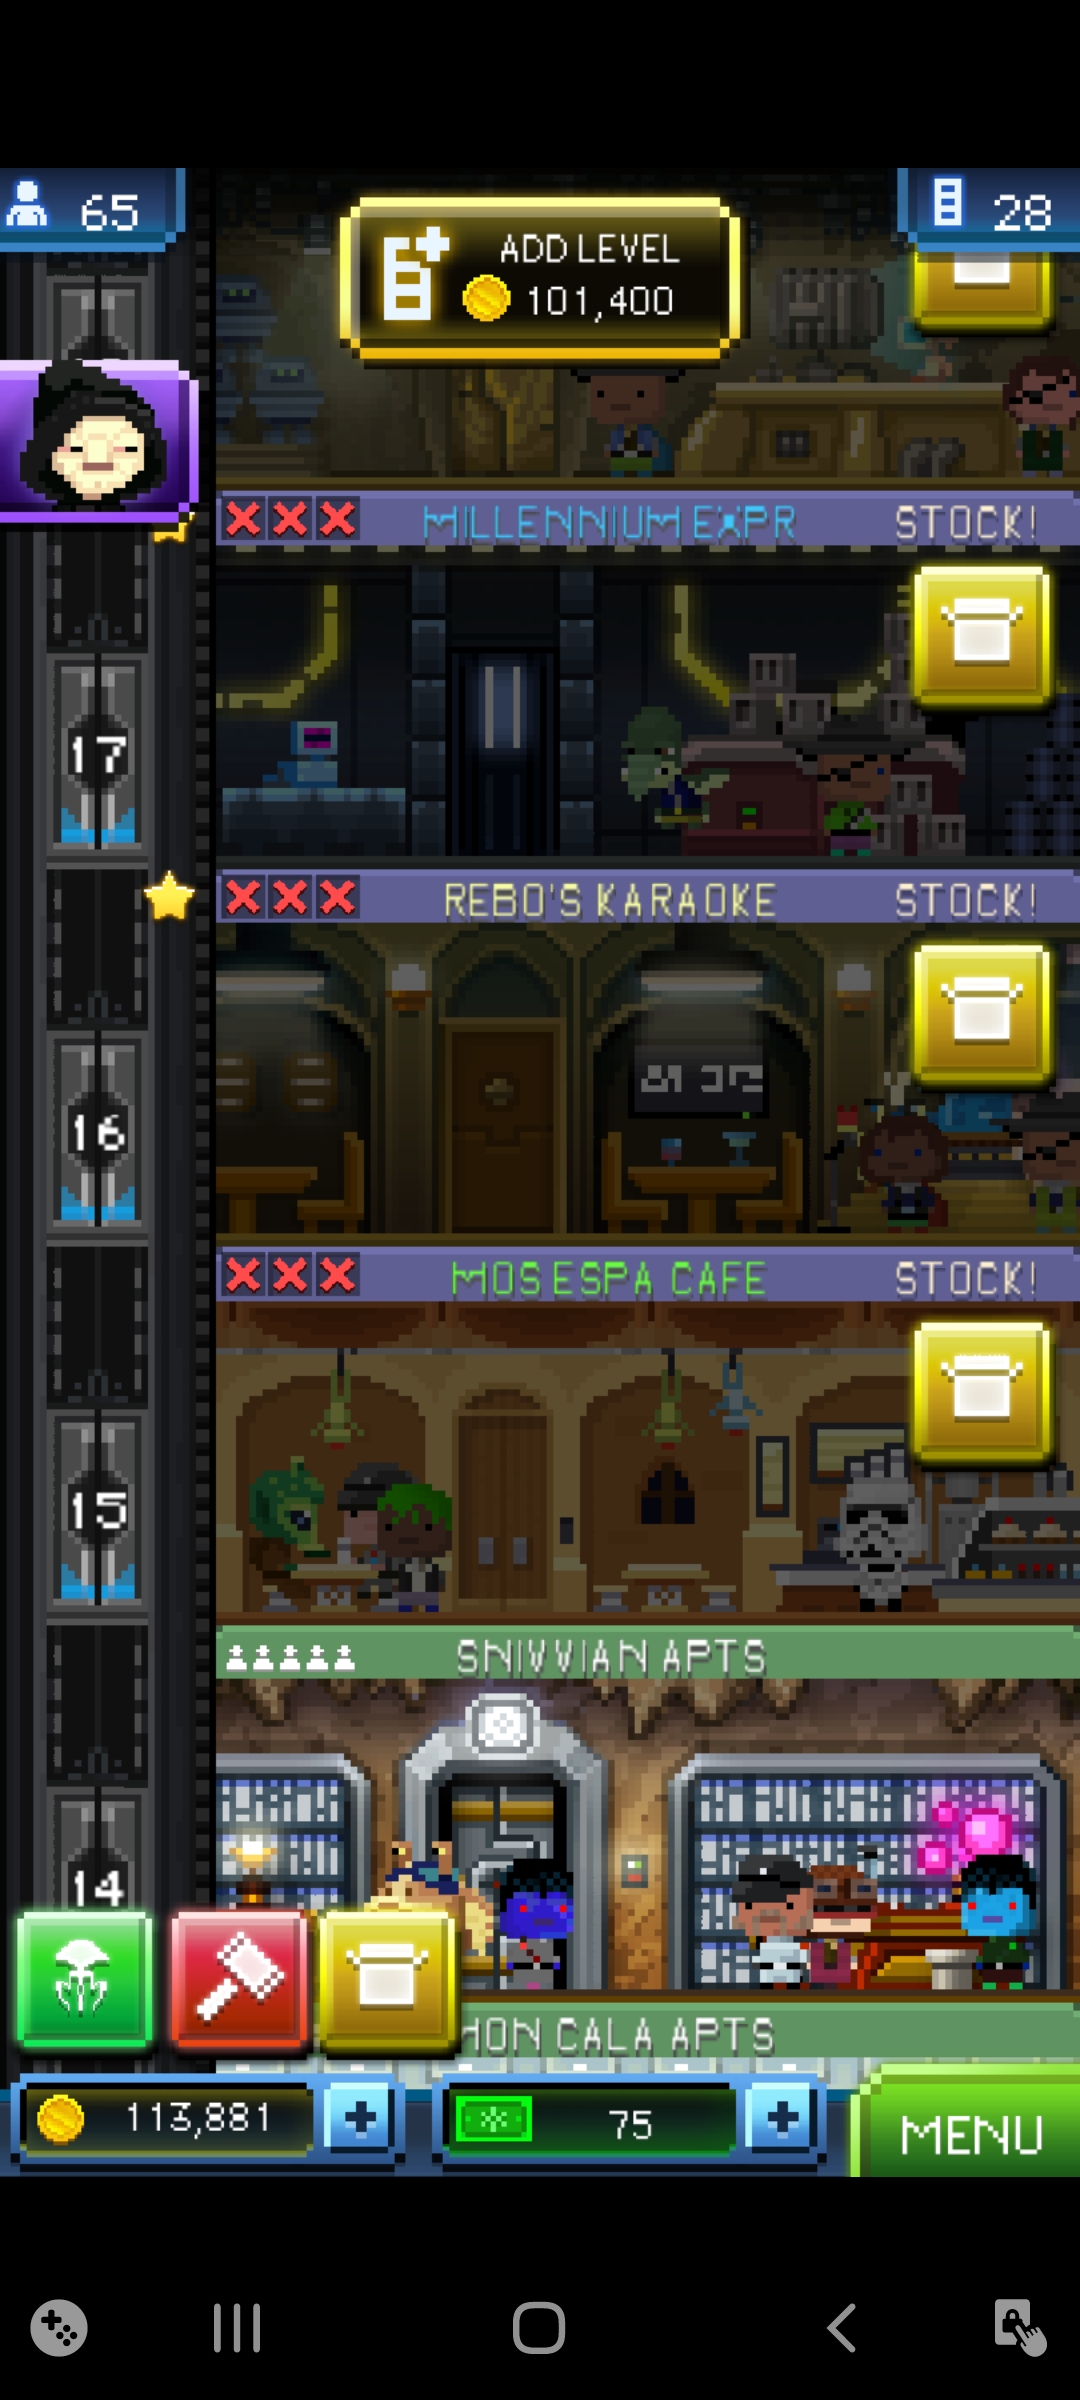 65
ADD LEVEL
101,400
28
MILLENNIUM EXPR STOCK!
17
REBO'S KARAOKE STOCK!
16
MOS ESPA CAFE STOCK!
15
SNIVVIAN APTS
14
MON CALA APTS
113,881
75
MENU